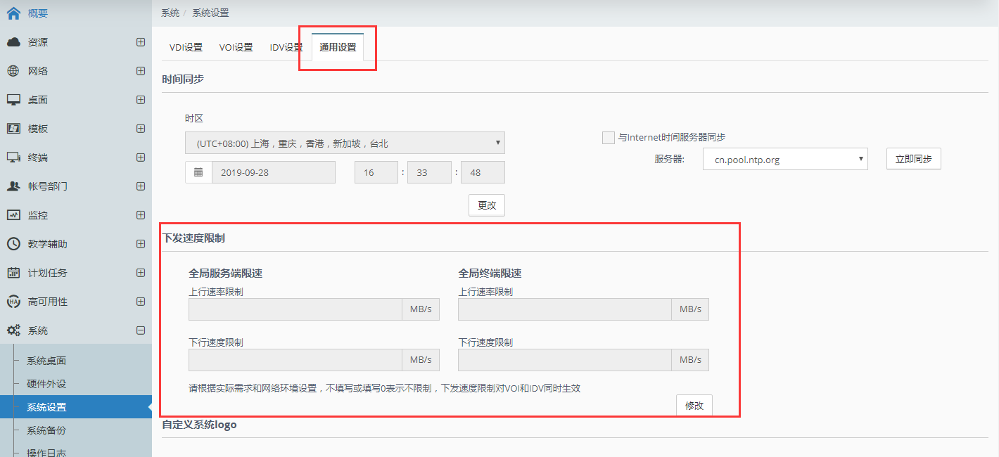 概要
资源
网络
桌面
模板
终端
帐号部门
监控
教学辅助
计划任务
HA 高可用性
系统
系统桌面
硬件外设
系统设置
系统备份
操作日志
系统 / 系统设置
VDI设置 VOI设置 IDV设置 通用设置
时间同步
时区
(UTC+08:00) 上海，重庆，香港，新加坡，台北
2019-09-28 16 : 33 : 48
更改
与Internet时间服务器同步
服务器: cn.pool.ntp.org 立即同步
下发速度限制
全局服务端限速 全局终端限速
上行速率限制 上行速率限制
MB/s MB/s
下行速度限制 下行速度限制
MB/s MB/s
请根据实际需求和网络环境设置，不填写或填写0表示不限制，下发速度限制对VOI和IDV同时生效
修改
自定义系统logo